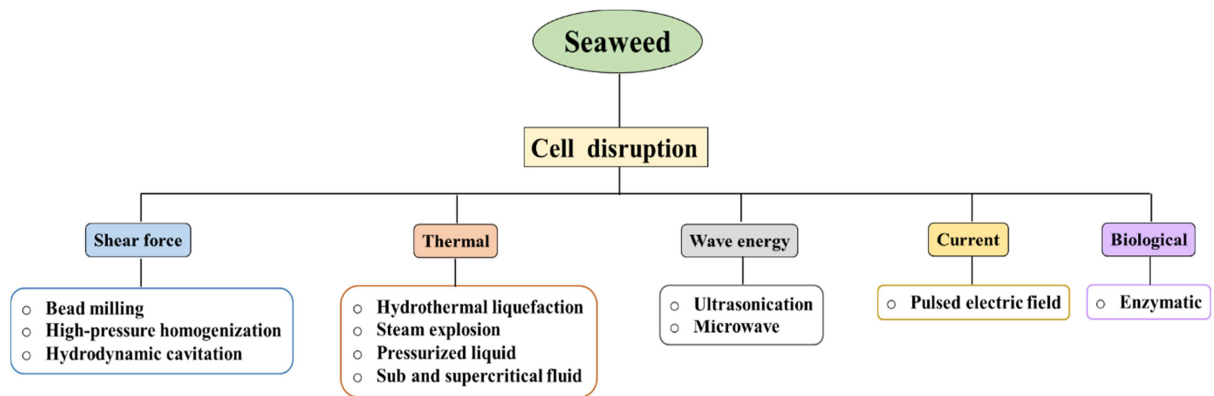 Seaweed
Cell disruption
Shear force
Bead milling
High-pressure homogenization
Hydrodynamic cavitation
Thermal
Hydrothermal liquefaction
Steam explosion
Pressurized liquid
Sub and supercritical fluid
Wave energy
Ultrasonication
Microwave
Current
Pulsed electric field
Biological
Enzymatic